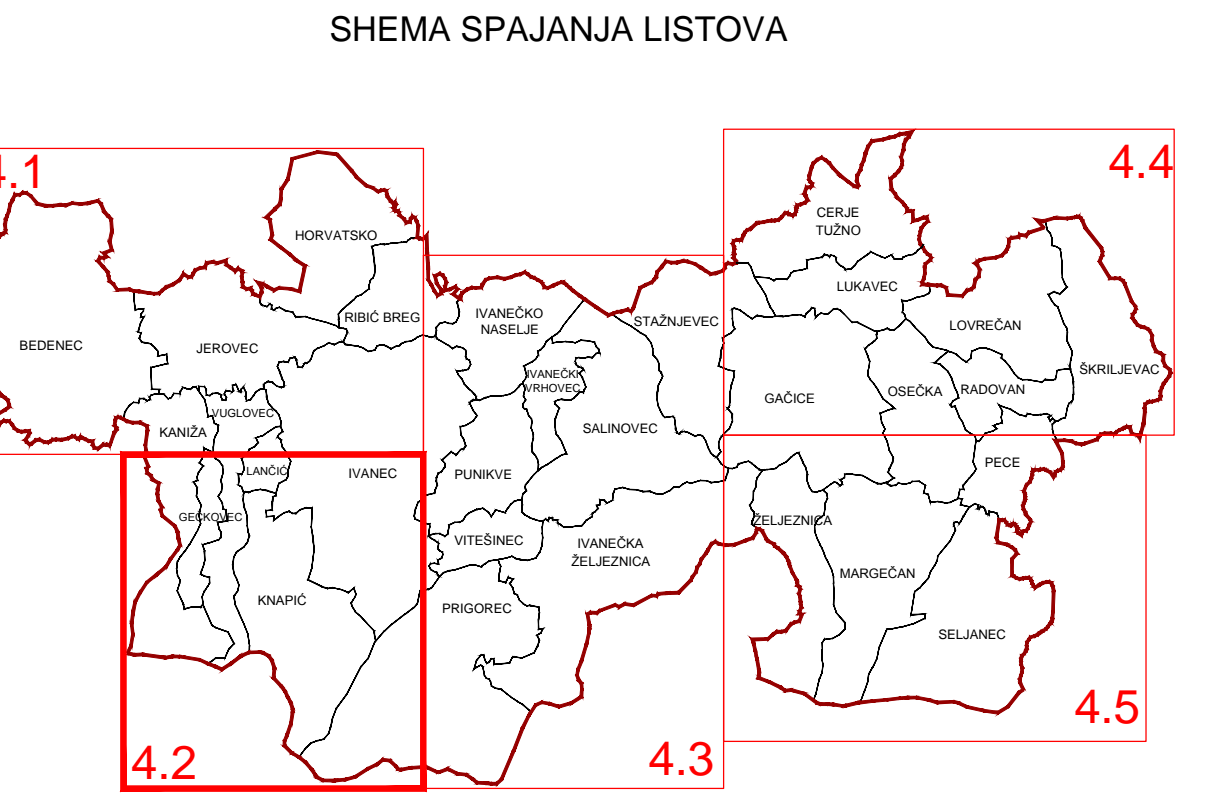 SHEMA SPAJANJA LISTOVA
4.1
4.4
CERJE
TUŽNO
HORVATSKO
LUKAVEC
RIBIĆ BREG
IVANEČKO
NASELJE
STAŽNJEVEC
LOVREČAN
BEDENEC
JEROVEC
ŠKRILJEVAC
IVANEČKI
VRHOVEC
GAČICE
OSEČKA
RADOVAN
VUGLOVEC
KANIŽA
SALINOVEC
LANČIĆ
IVANEC
PUNIKVE
PECE
GEČKOVEC
ŽELJEZNICA
VITEŠINEC
IVANEČKA
ŽELJEZNICA
MARGEČAN
KNAPIĆ
PRIGOREC
SELJANEC
4.5
4.2
4.3